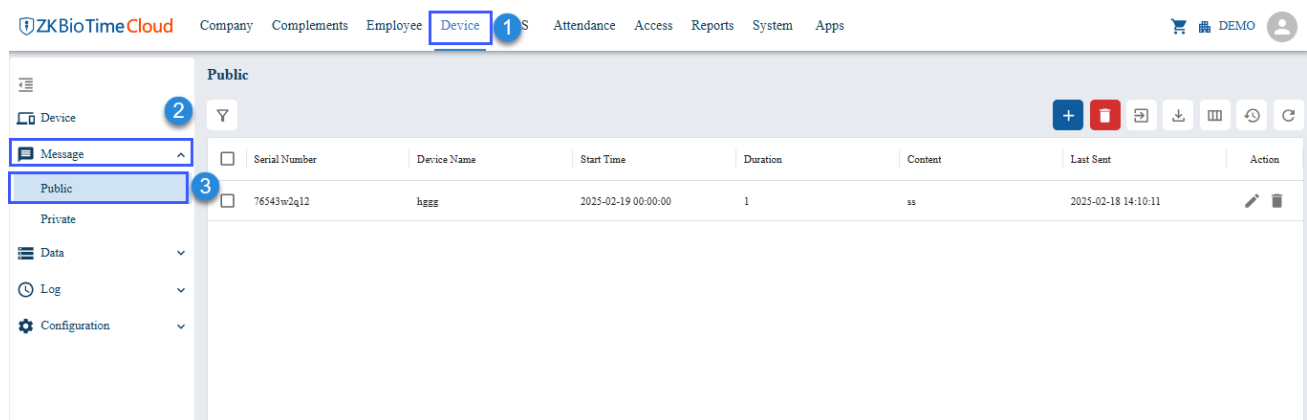 ZKBioTime Cloud Company Complements Employee Device 1 S Attendance Access Reports System Apps DEMO
Public
2
Device
Message
Serial Number Device Name Start Time Duration Content Last Sent Action
Public
3
76543w2q12 hggg 2025-02-19 00:00:00 1 ss 2025-02-18 14:10:11
Private
Data
Log
Configuration